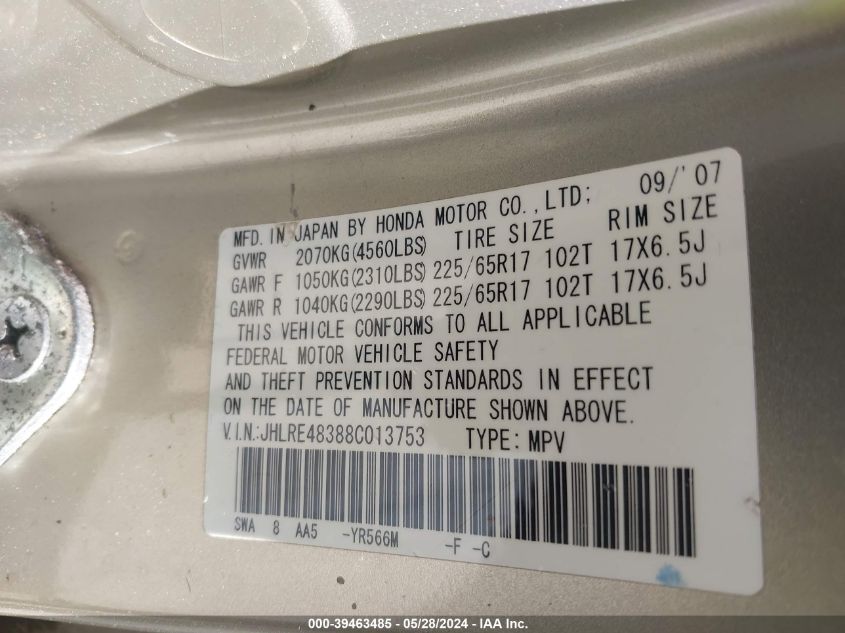 MFD. IN JAPAN BY HONDA MOTOR CO., LTD; 09/'07
GVWR 2070KG(4560LBS) TIRE SIZE RIM SIZE
GAWR F 1050KG(2310LBS) 225/65R17 102T 17X6.5J
GAWR R 1040KG(2290LBS) 225/65R17 102T 17X6.5J
THIS VEHICLE CONFORMS TO ALL APPLICABLE
FEDERAL MOTOR VEHICLE SAFETY
AND THEFT PREVENTION STANDARDS IN EFFECT
ON THE DATE OF MANUFACTURE SHOWN ABOVE.
V.I.N.:JHLRE48388C013753 TYPE: MPV
SWA 8 AA5 -YR566M -F -C
000-39463485 - 05/28/2024 - IAA Inc.